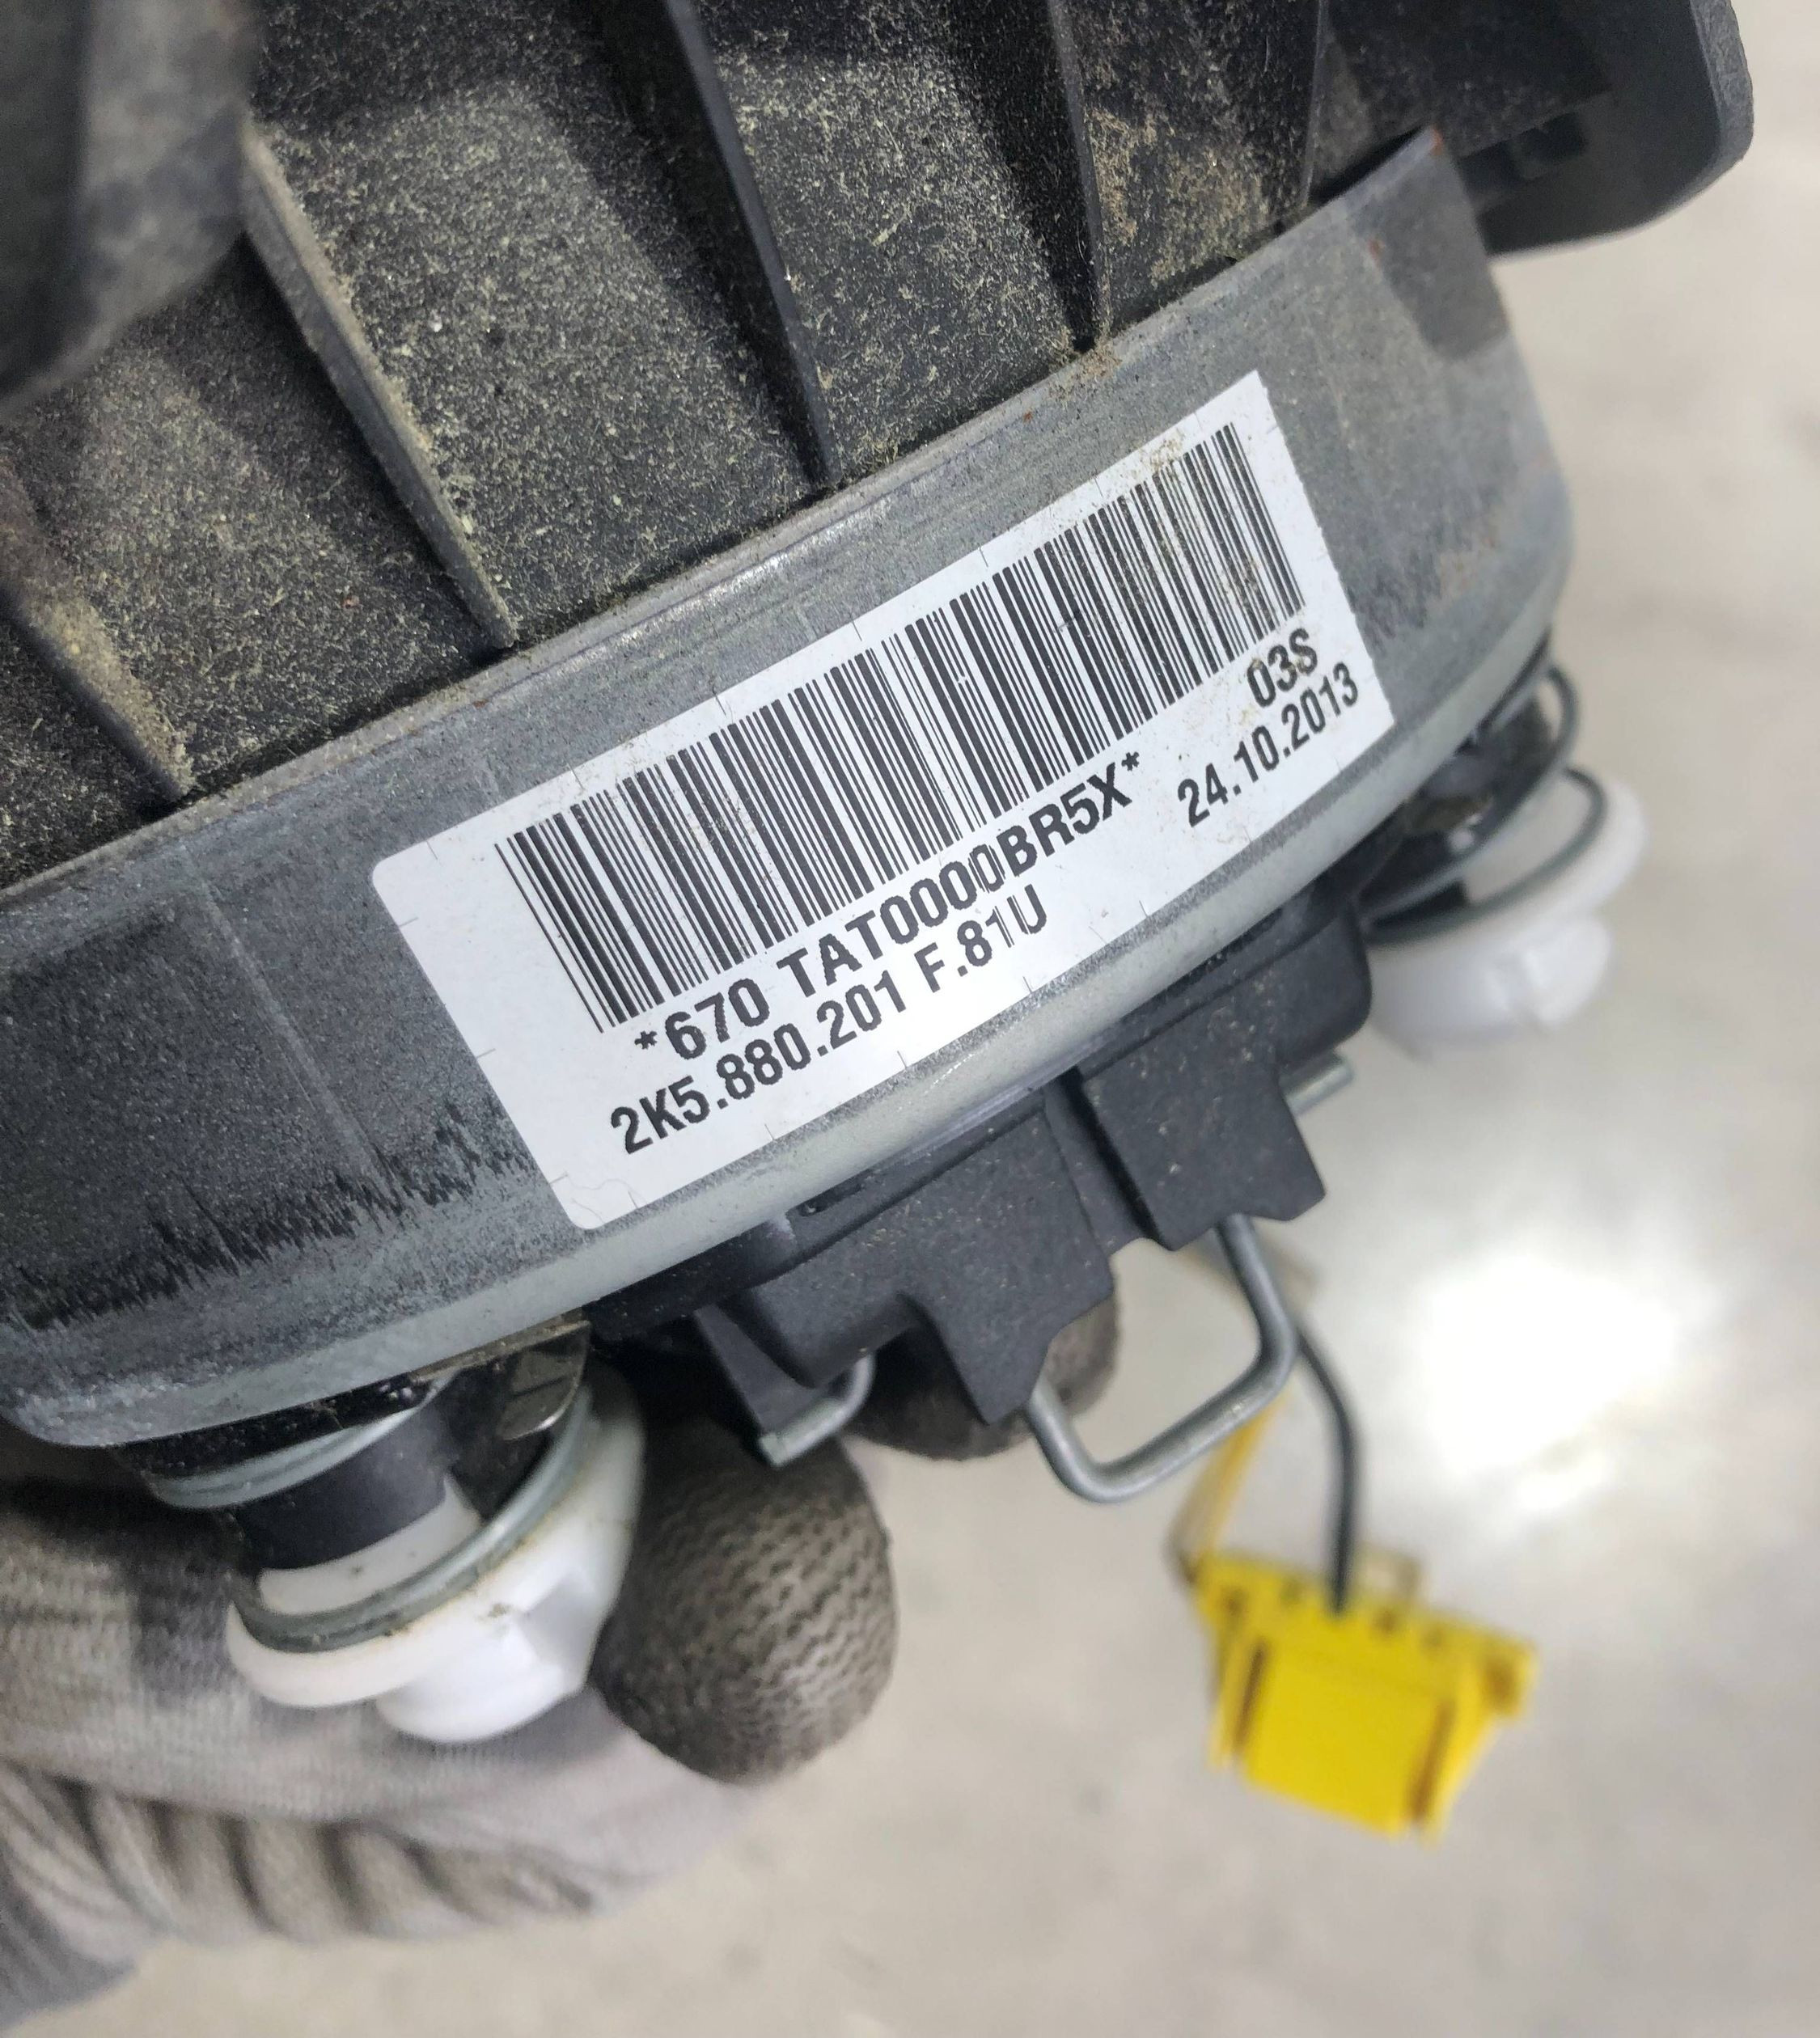 03S
*670 TAT0000BR5X* 24.10.2013
2K5.880.201 F.81U